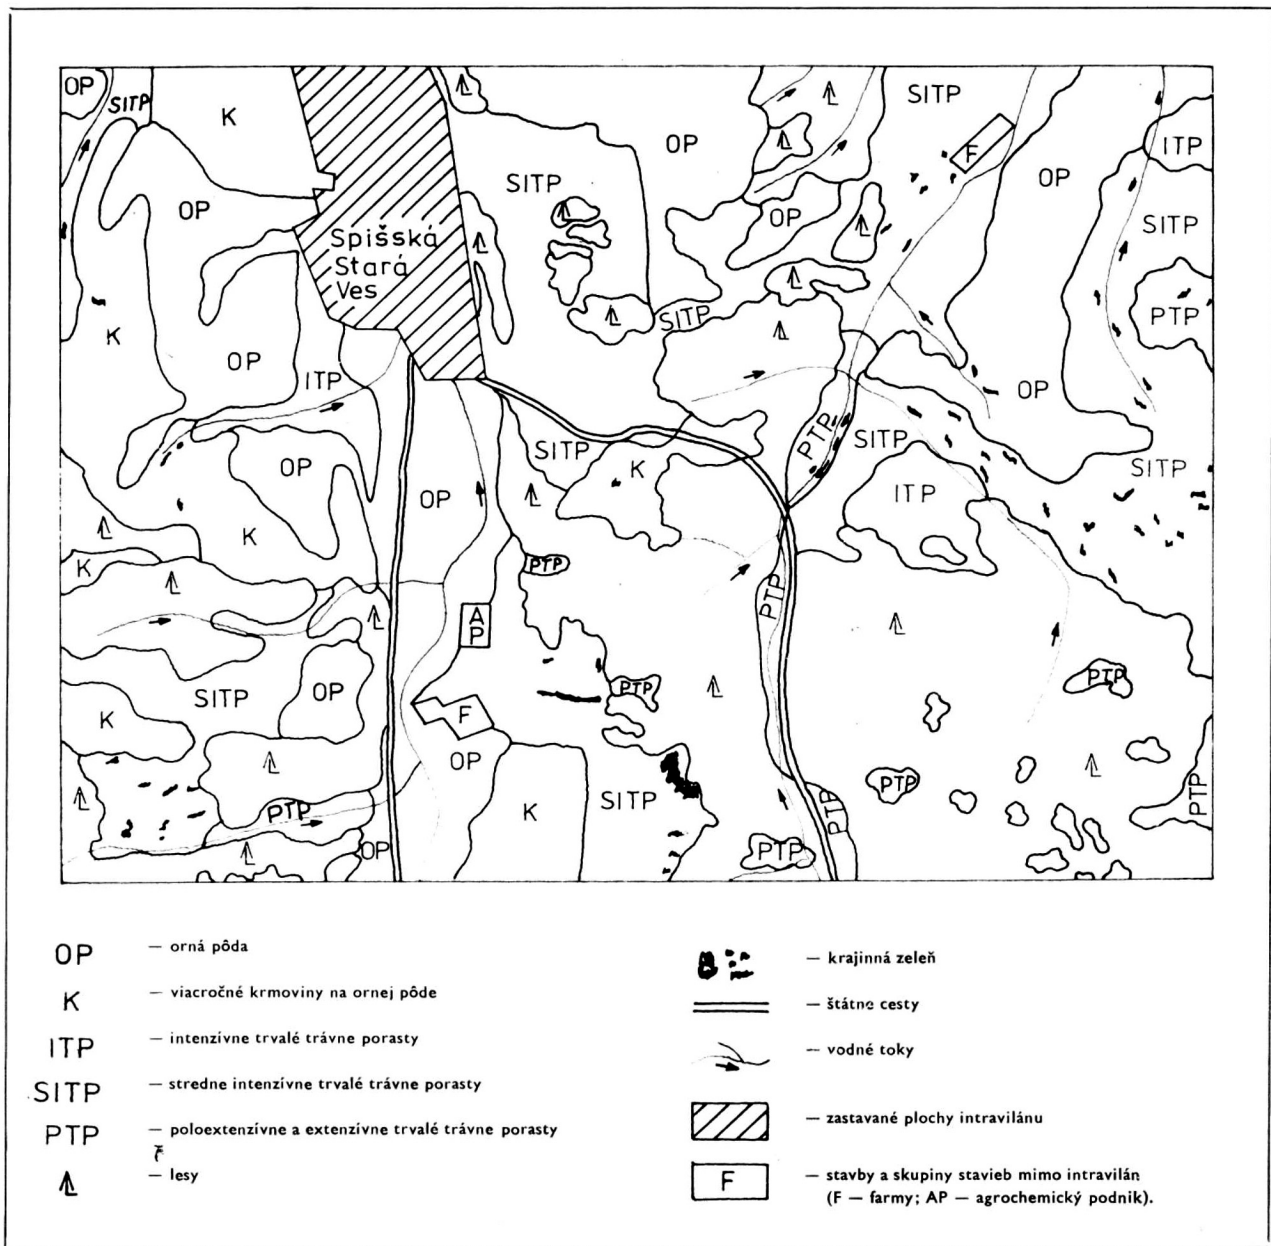 OP
SITP
K
SITP
ITP
OP
F
SITP
OP
OP
OP
OP
SITP
Spišská
Stará
Ves
SITP
PTP
K
OP
ITP
OP
PTP
SITP
SITP
K
SITP
OP
OP
ITP
K
PTP
K
PTP
A
P
SITP
OP
PTP
PTP
K
F
OP
PTP
PTP
K
SITP
PTP
PTP
OP
PTP
OP — orná pôda
K — viacročné krmoviny na ornej pôde
ITP — intenzívne trvalé trávne porasty
SITP — stredne intenzívne trvalé trávne porasty
PTP — poloextenzívne a extenzívne trvalé trávne porasty
— lesy
— krajinná zeleň
— štátne cesty
— vodné toky
— zastavané plochy intravilánu
F — stavby a skupiny stavieb mimo intravilán
(F — farmy; AP — agrochemický podnik).